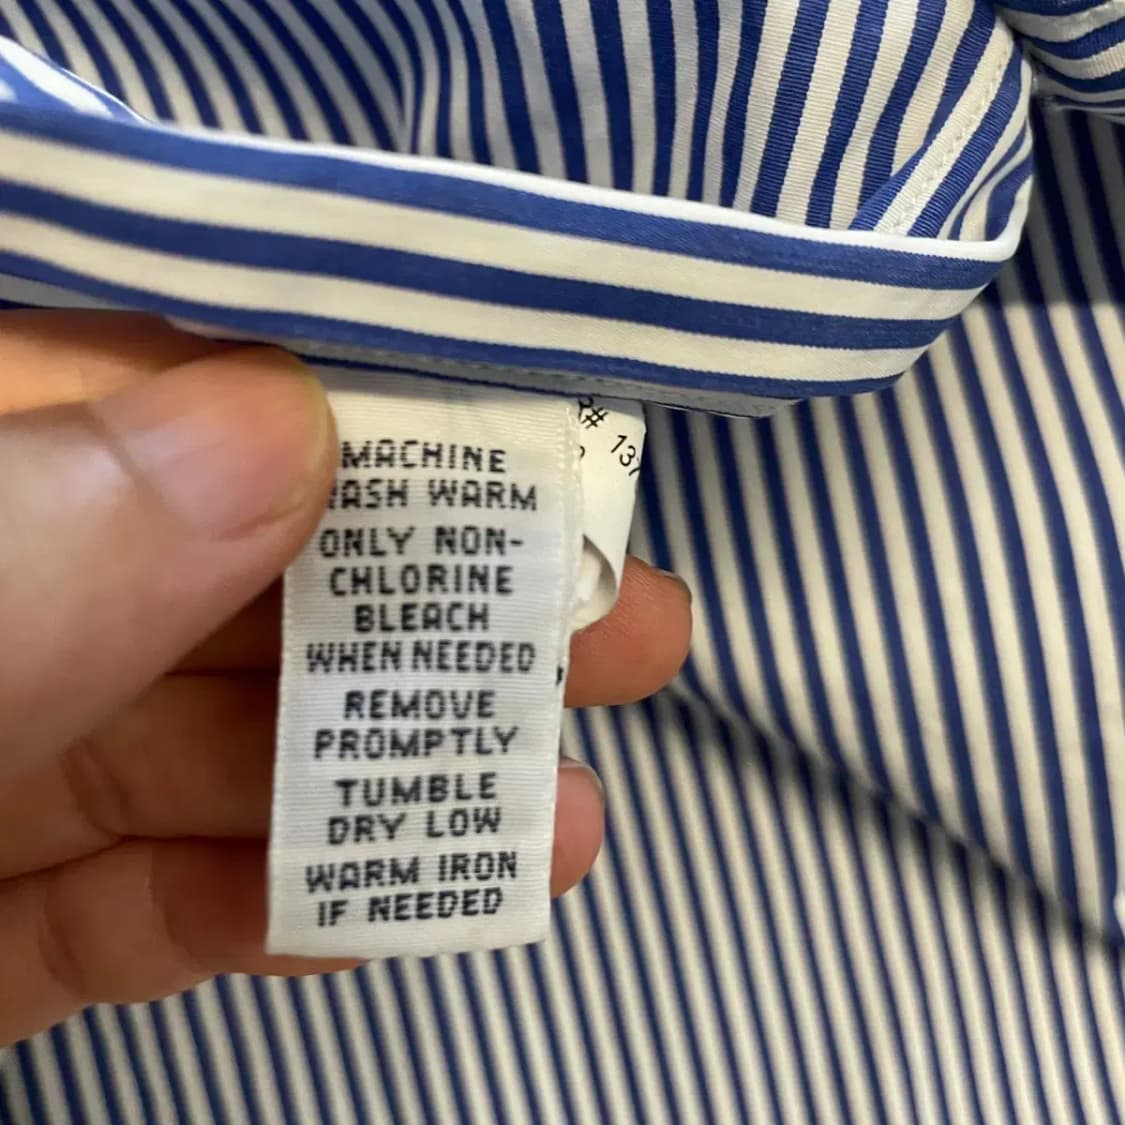 MACHINE
WASH WARM
ONLY NON-
CHLORINE
BLEACH
WHEN NEEDED
REMOVE
PROMPTLY
TUMBLE
DRY LOW
WARM IRON
IF NEEDED